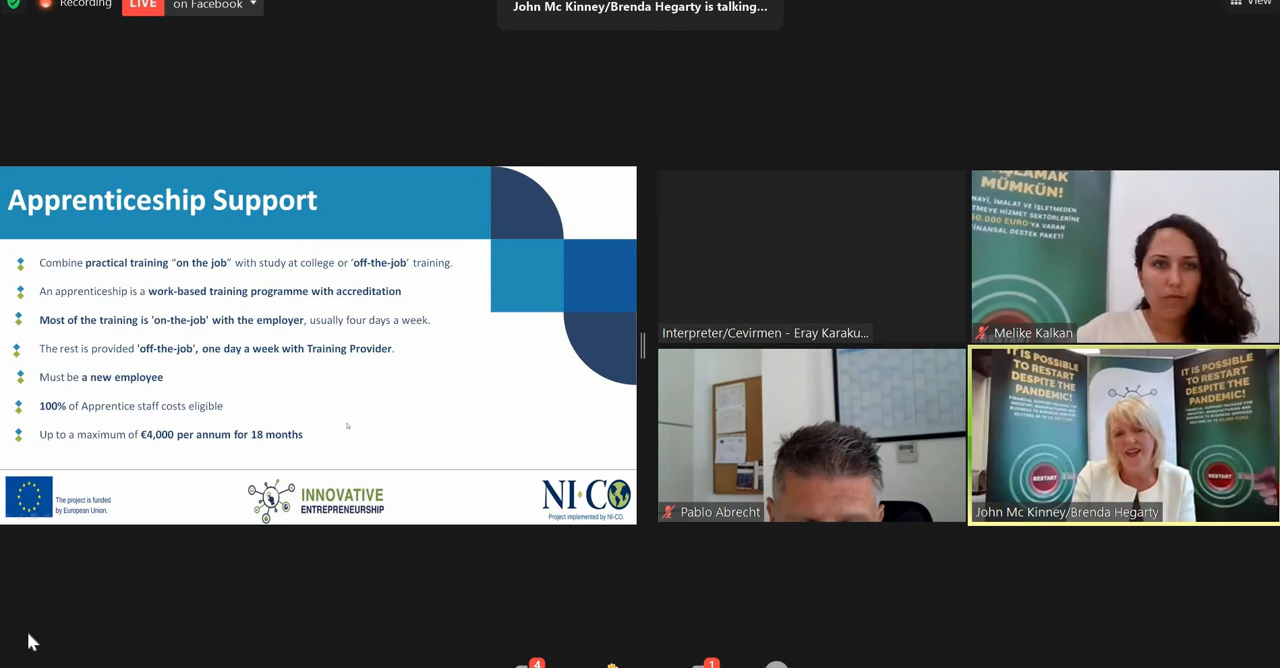 Recording
LIVE
on Facebook
John Mc Kinney/Brenda Hegarty is talking...
View
Apprenticeship Support
Combine practical training “on the job” with study at college or ‘off-the-job’ training.
An apprenticeship is a work-based training programme with accreditation
Most of the training is 'on-the-job' with the employer, usually four days a week.
The rest is provided 'off-the-job', one day a week with Training Provider.
Must be a new employee
100% of Apprentice staff costs eligible
Up to a maximum of €4,000 per annum for 18 months
The project is funded
by European Union.
INNOVATIVE
ENTREPRENEURSHIP
NI-CO
Project implemented by NI-CO.
Interpreter/Cevirmen - Eray Karaku...
MÜMKÜN!
Melike Kalkan
Pablo Abrecht
IT IS POSSIBLE
TO RESTART
DESPITE THE
PANDEMIC!
RESTART
IT IS POSSIBLE
TO RESTART
DESPITE THE
PANDEMIC!
RESTART
John Mc Kinney/Brenda Hegarty
4
1